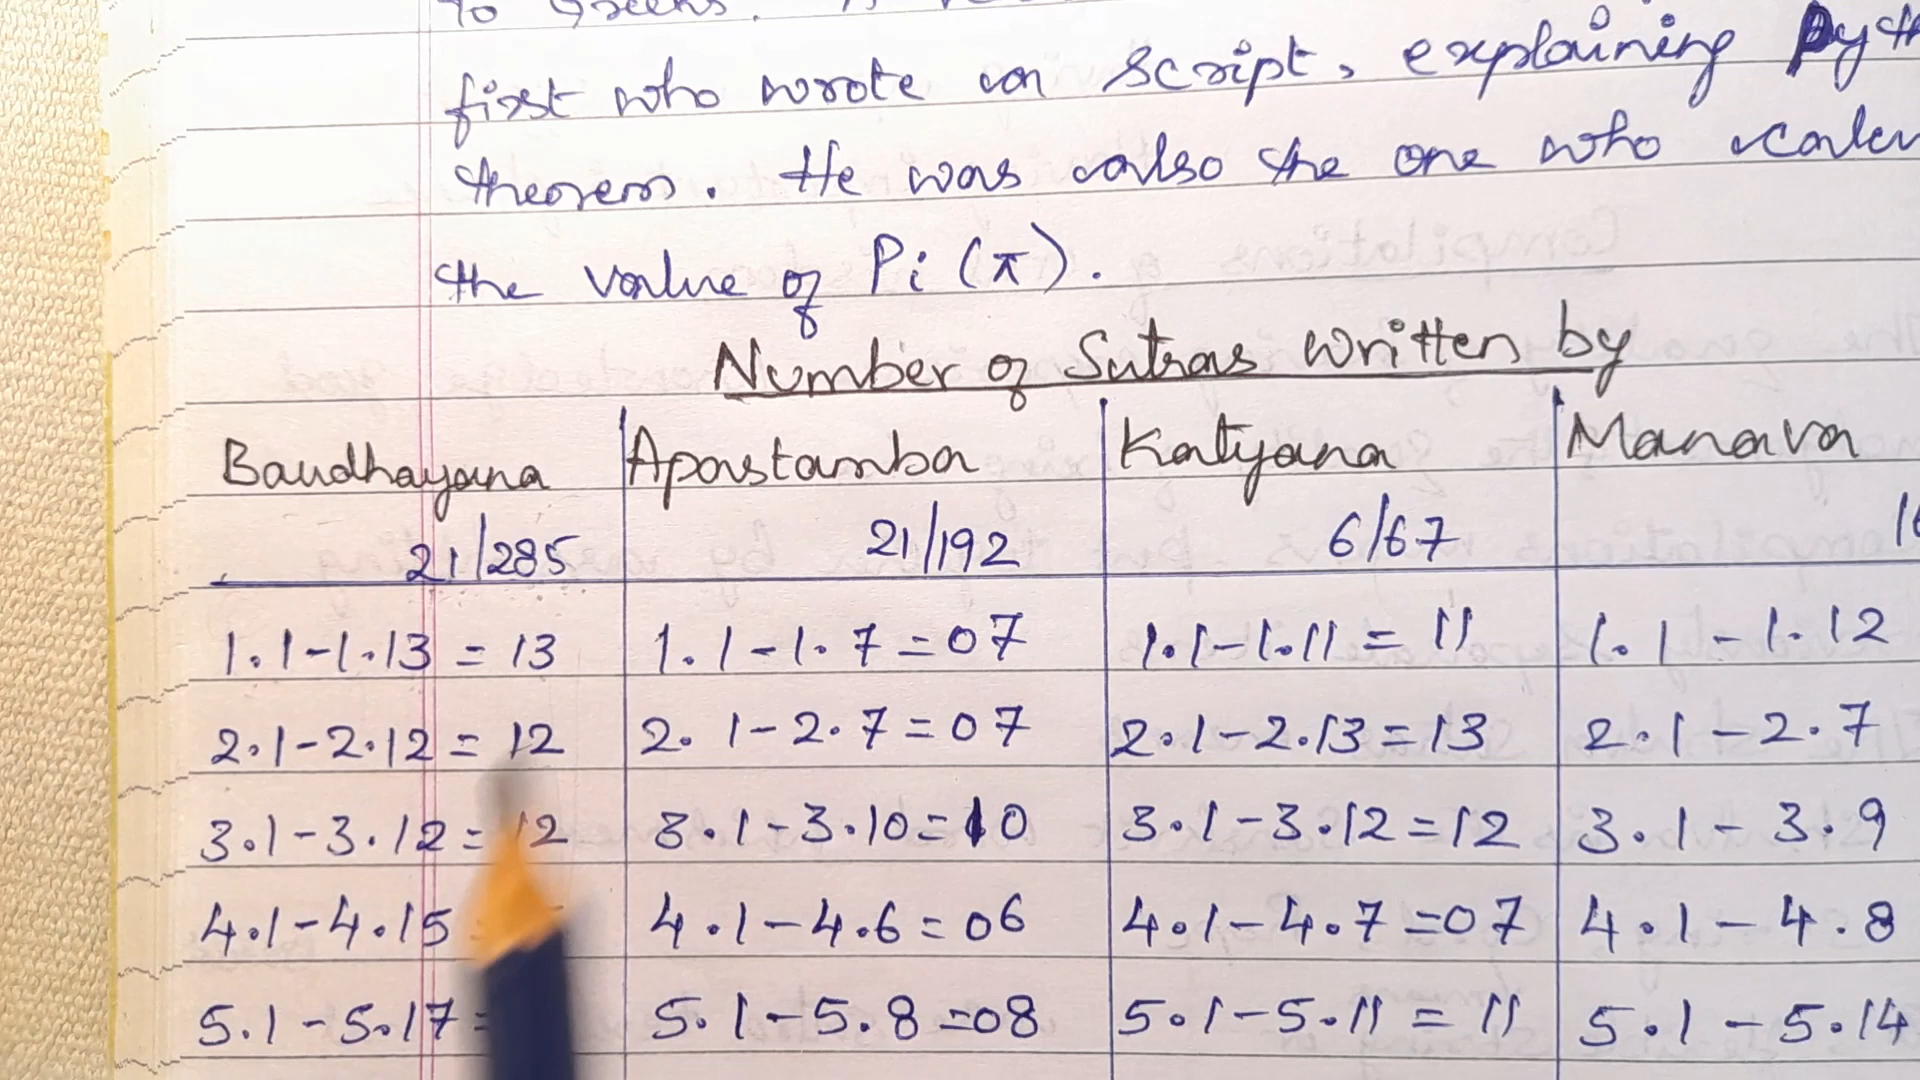 to Greeks.
first who wrote in script, explaining Pyth
theorem. He was also the one who calcu
the value of Pi (π).
Number of Sutras written by
Baudhayana Apastamba Katyana Manava
21/285 21/192 6/67 16
1.1-1.13 = 13 1.1-1.7=07 1.1-1.11 = 11 1.1 - 1.12
2.1-2.12 = 12 2.1-2.7=07 2.1-2.13=13 2.1-2.7
3.1-3.12=12 3.1-3.10=10 3.1-3.12=12 3.1-3.9
4.1-4.15 4.1-4.6=06 4.1-4.7=07 4.1-4.8
5.1-5.17= 5.1-5.8=08 5.1-5.11 = 11 5.1-5.14